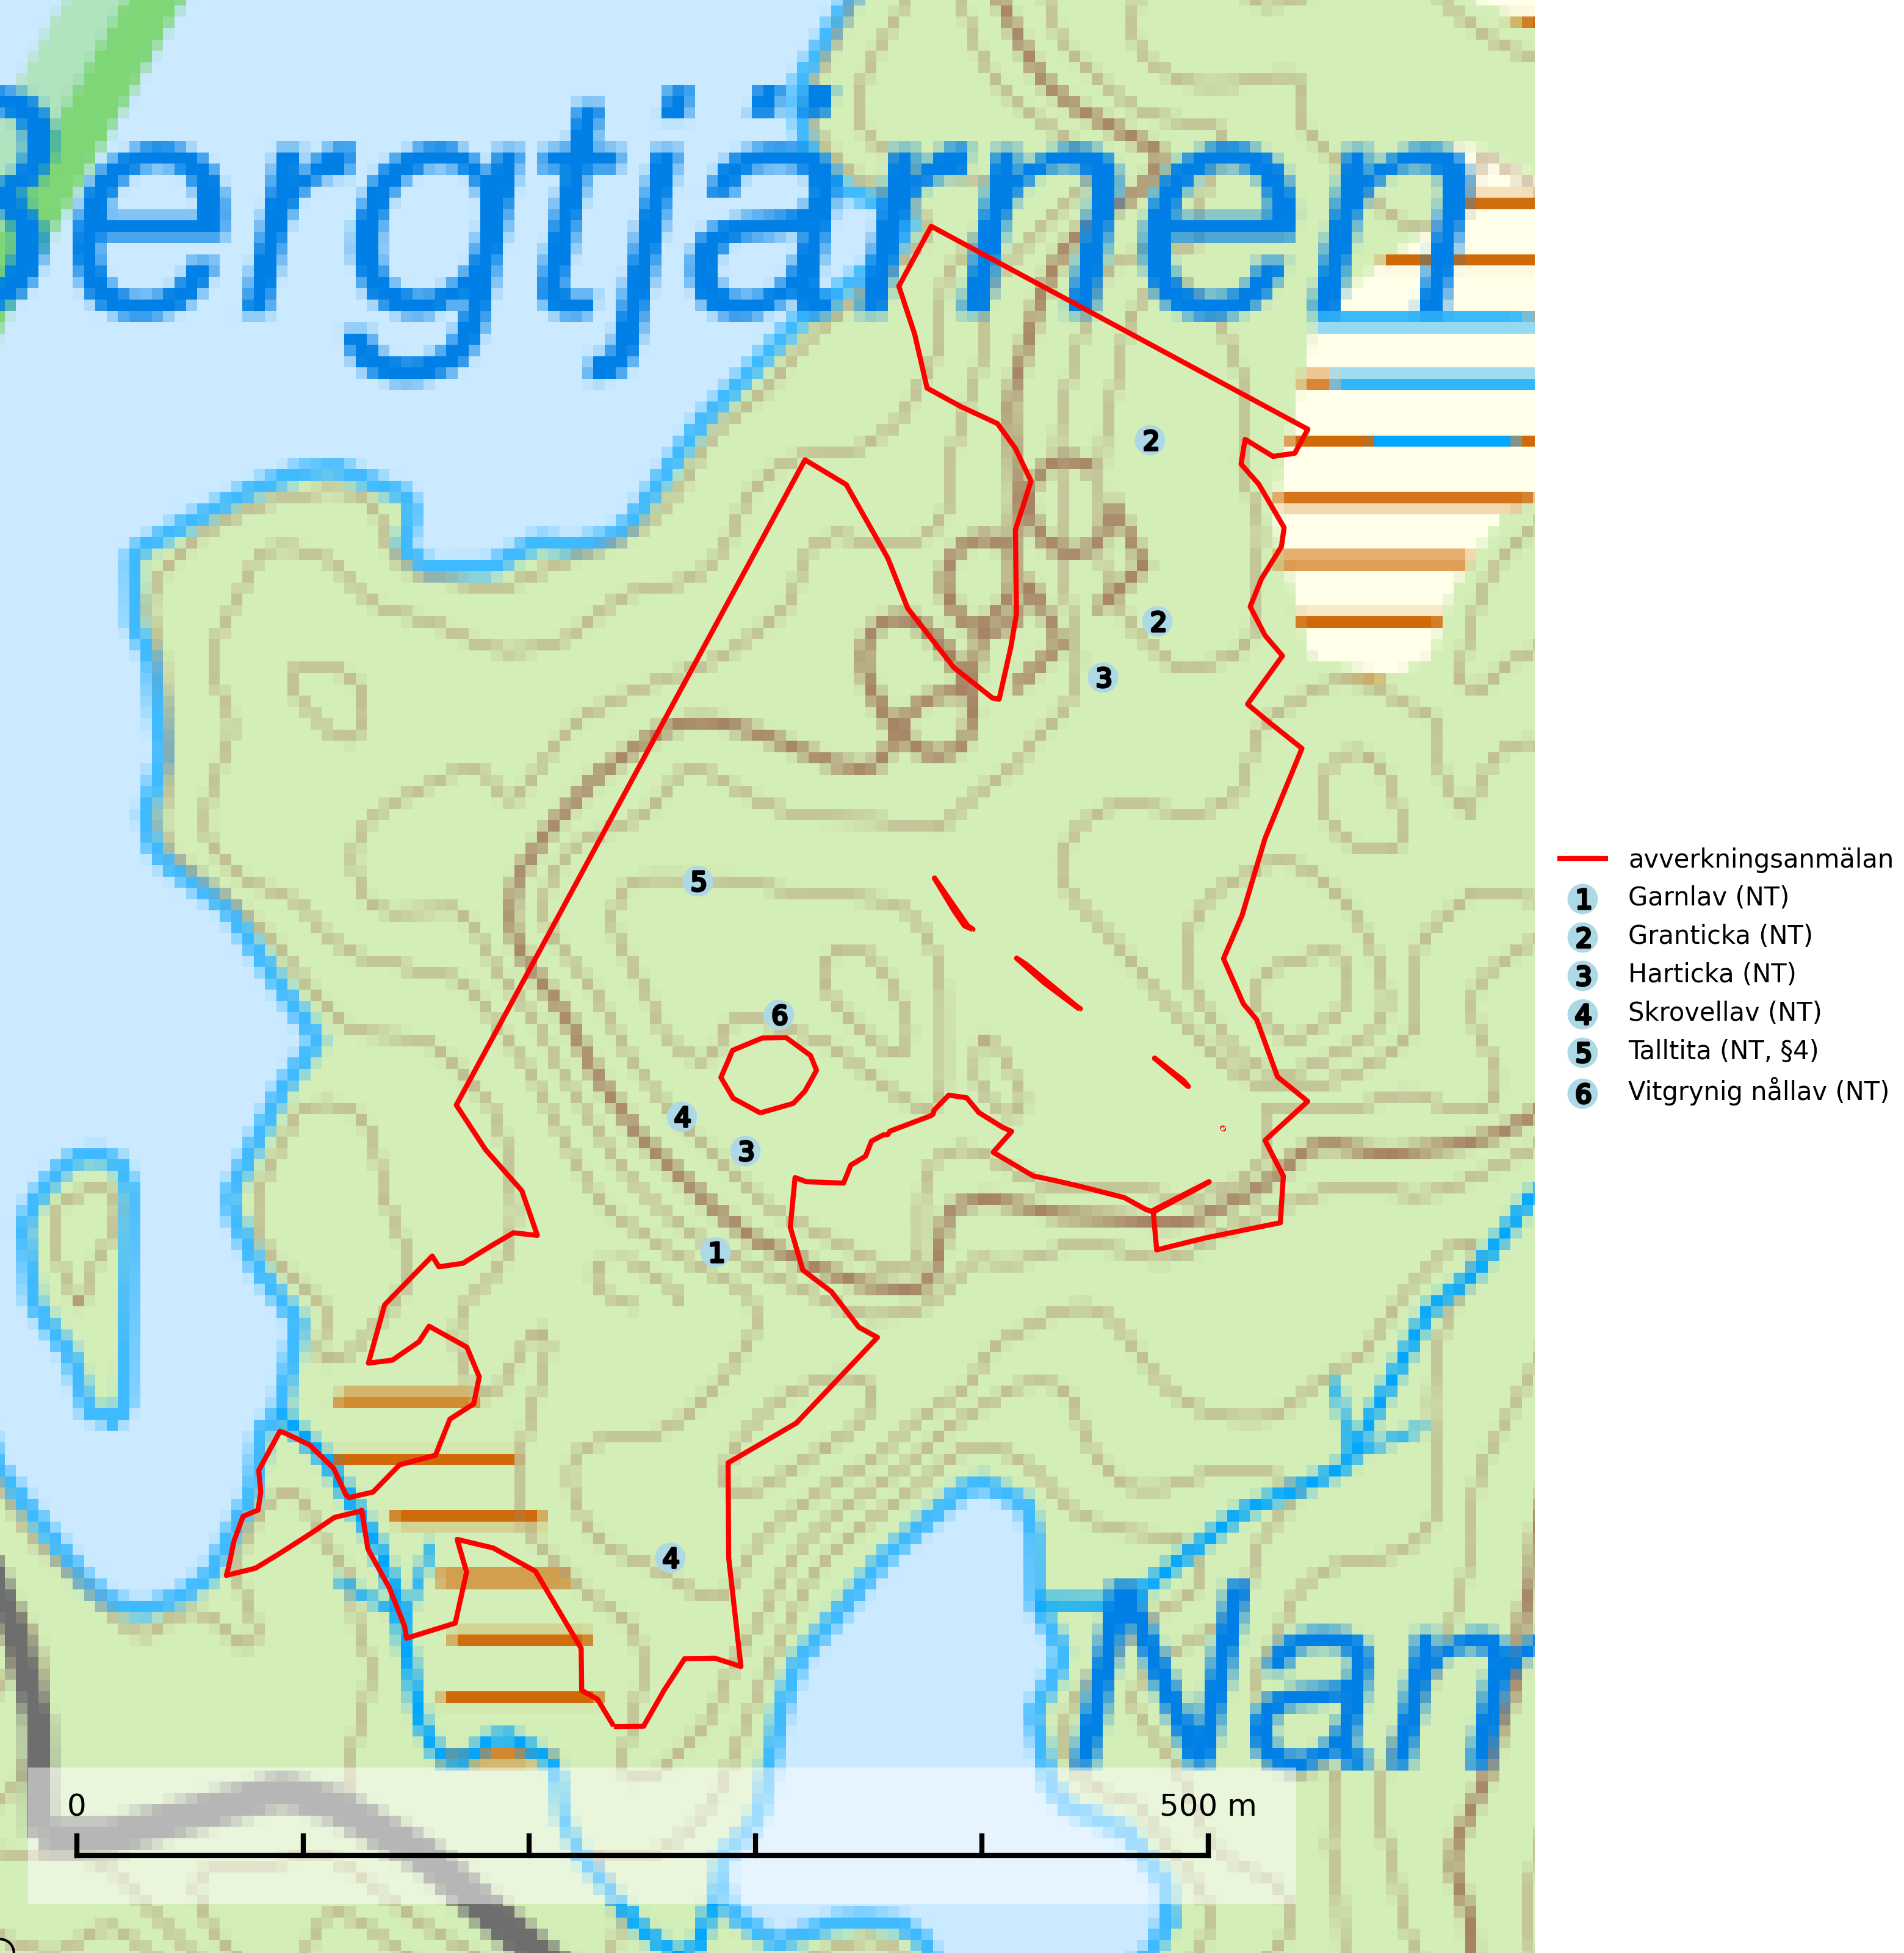 Bergtjärnen
2
2
3
5
6
4
3
1
4
Nam
0
500 m
avverkningsanmälan
1 Garnlav (NT)
2 Granticka (NT)
3 Harticka (NT)
4 Skrovellav (NT)
5 Talltita (NT, §4)
6 Vitgrynig nållav (NT)